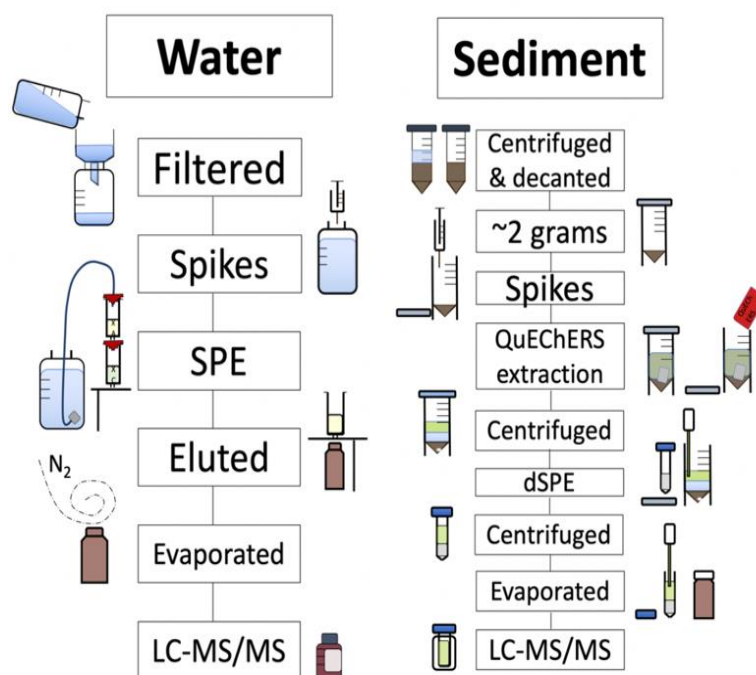 Water
Filtered
Spikes
SPE
Eluted
N₂
Evaporated
LC-MS/MS
Sediment
Centrifuged
& decanted
~2 grams
Spikes
QuEChERS
extraction
Centrifuged
dSPE
Centrifuged
Evaporated
LC-MS/MS